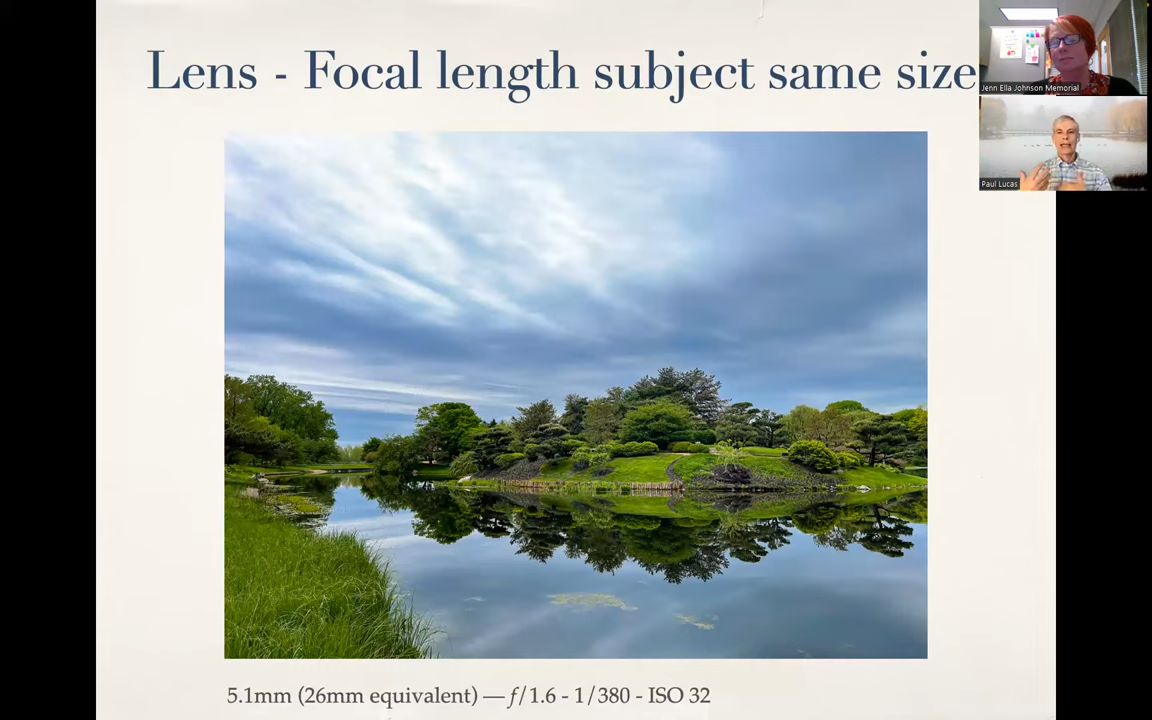 Lens - Focal length subject same size
Jenn Ella Johnson Memorial
Paul Lucas
5.1mm (26mm equivalent) — f/1.6 - 1/380 - ISO 32